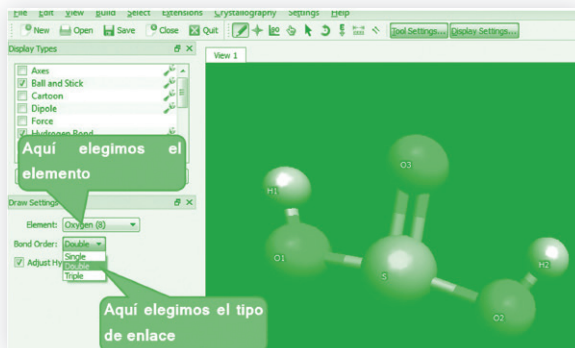 File Edit View Build Select Extensions Crystallography Settings Help
New Open Save Close Quit Tool Settings... Display Settings...
Display Types
View 1
Axes
Ball and Stick
Cartoon
Dipole
Force
Hydrogen Bond
Aquí elegimos el
elemento
Draw Settings
Element: Oxygen (8)
Bond Order: Double
Single
Double
Triple
Adjust Hy
Aquí elegimos el tipo
de enlace
O3
H1
O1
S
H2
O2